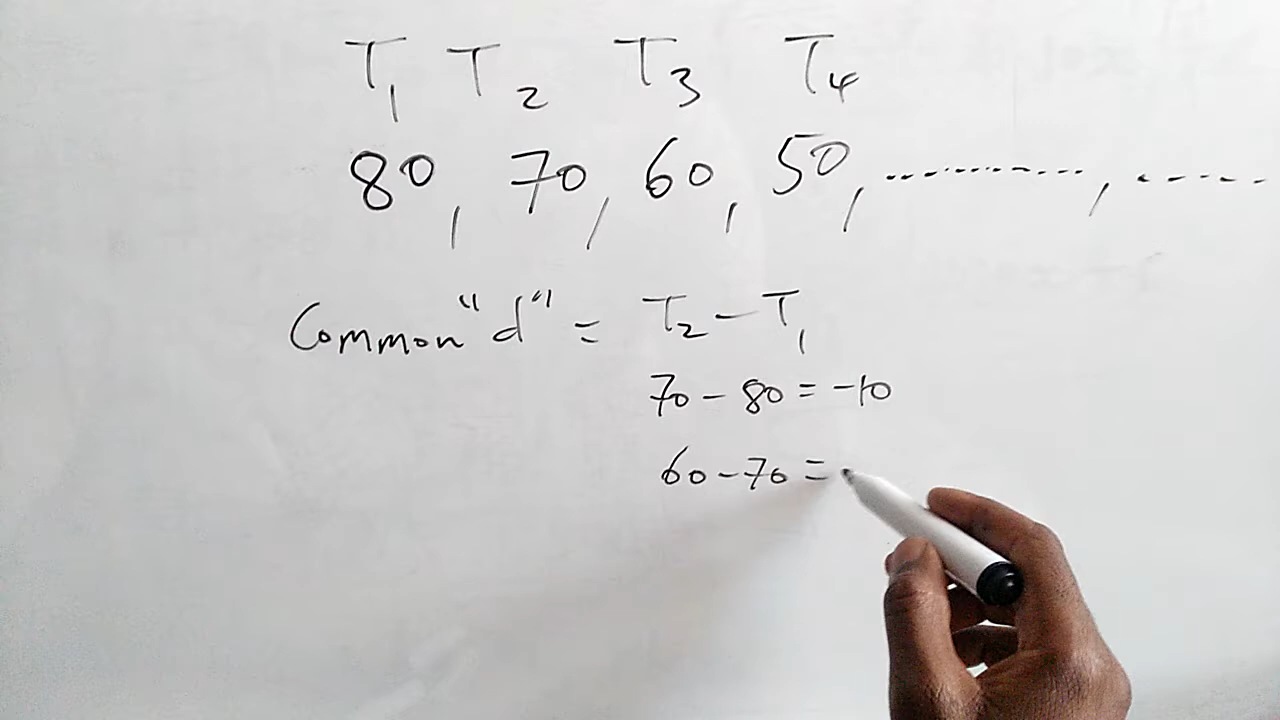 T1 T2 T3 T4
80, 70, 60, 50, ............, ......
Common "d" = T2 - T1
70 - 80 = -10
60 - 70 =